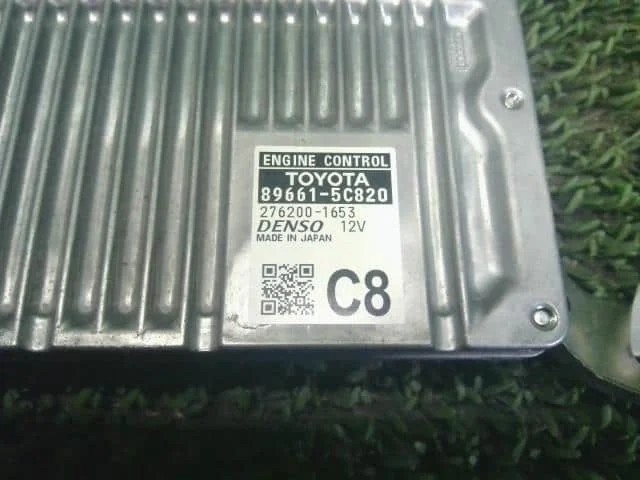 ENGINE CONTROL
TOYOTA
89661-5C820
276200-1653
DENSO 12V
MADE IN JAPAN
C8